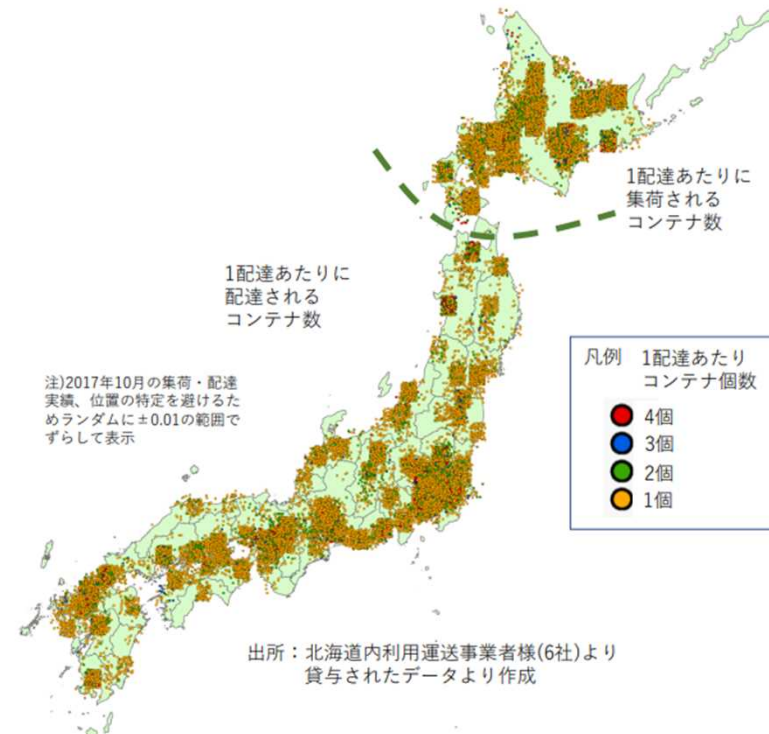 1配達あたりに
集荷される
コンテナ数
1配達あたりに
配達される
コンテナ数
注)2017年10月の集荷・配達
実績、位置の特定を避けるた
めランダムに±0.01の範囲で
ずらして表示
凡例 1配達あたり
コンテナ個数
4個
3個
2個
1個
出所：北海道内利用運送事業者様(6社)より
貸与されたデータより作成